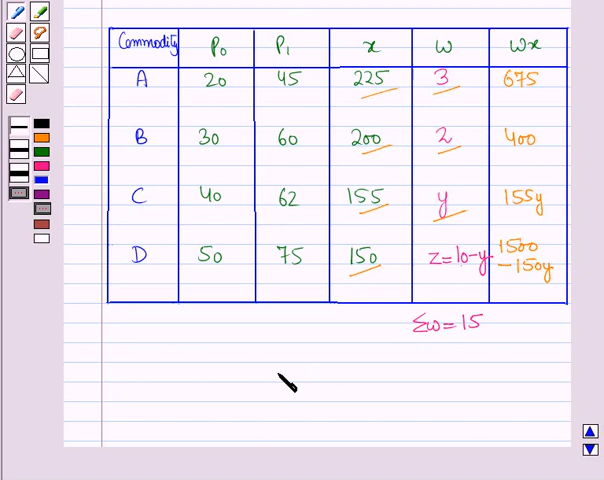 Commodity P₀ P₁ x w wx
A 20 45 225 3 675
B 30 60 200 2 400
C 40 62 155 y 155y
D 50 75 150 z=10-y 1500
-150y
Σw=15